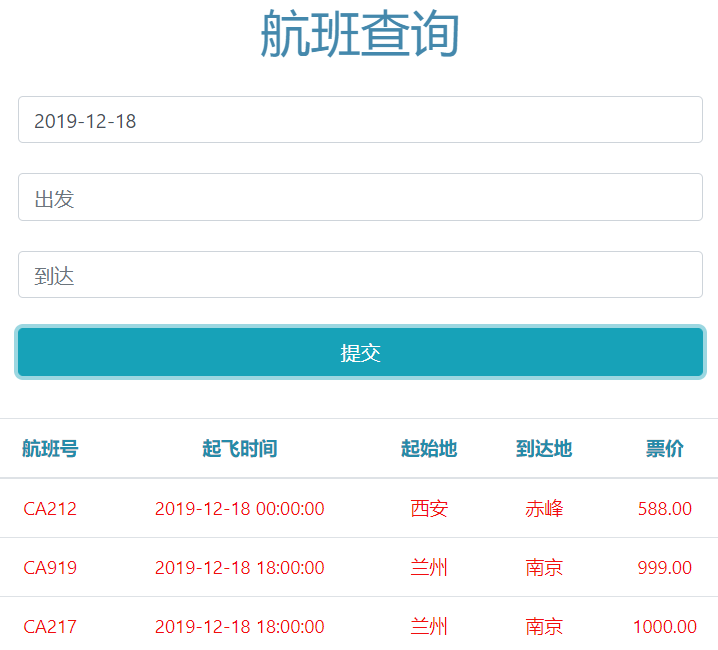 航班查询
2019-12-18
出发
到达
提交
航班号 起飞时间 起始地 到达地 票价
CA212 2019-12-18 00:00:00 西安 赤峰 588.00
CA919 2019-12-18 18:00:00 兰州 南京 999.00
CA217 2019-12-18 18:00:00 兰州 南京 1000.00